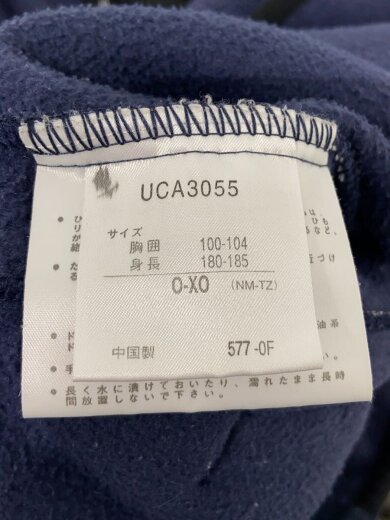 UCA3055
サイズ
胸囲 100-104
身長 180-185
O-XO (NM-TZ)
中国製 577-0F
油系
長く水に漬けておいたり、濡れたまま長時
間放置しないで下さい。